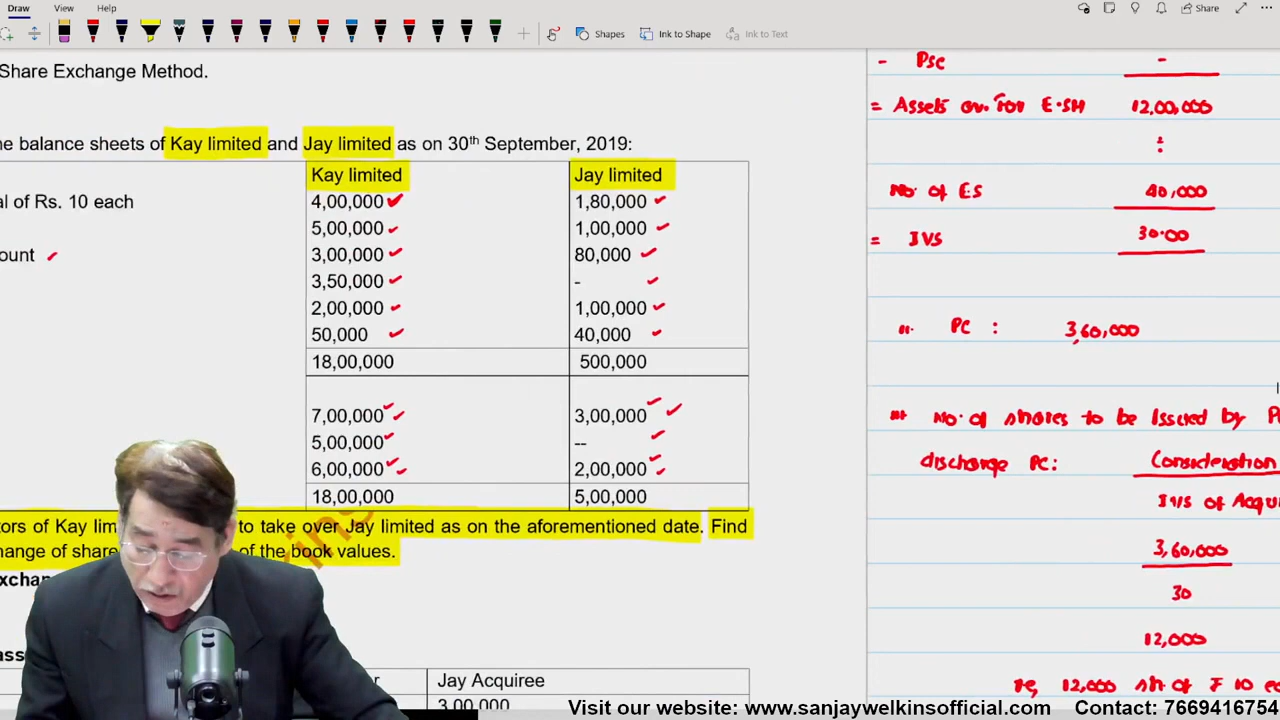 Draw View Help
Shapes Ink to Shape Ink to Text Share
Share Exchange Method.
ne balance sheets of Kay limited and Jay limited as on 30th September, 2019:
Kay limited Jay limited
al of Rs. 10 each 4,00,000 1,80,000
5,00,000 1,00,000
ount 3,00,000 80,000
3,50,000 -
2,00,000 1,00,000
50,000 40,000
18,00,000 500,000
7,00,000 3,00,000
5,00,000 --
6,00,000 2,00,000
18,00,000 5,00,000
tors of Kay lim to take over Jay limited as on the aforementioned date. Find
hange of share of the book values.
xchan
ass
r Jay Acquiree
3,00,000
- PSC -
= Assets av. for E.SH 12,00,000
÷
No. of ES 40,000
= IVS 30.00
PC : 3,60,000
No. of shares to be issued by P
discharge PC: Consideration
IVS of Acqu
3,60,000
30
12,000
ie, 12,000 sh of ₹ 10 ea
Visit our website: www.sanjaywelkinsofficial.com Contact: 7669416754